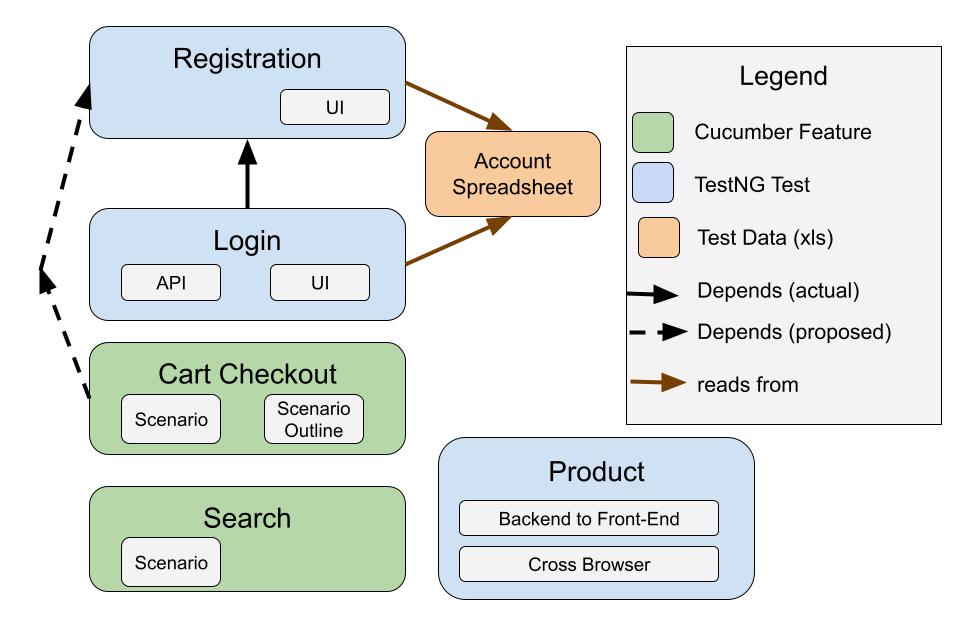 Registration
UI
Account
Spreadsheet
Login
API
UI
Cart Checkout
Scenario
Scenario
Outline
Search
Scenario
Product
Backend to Front-End
Cross Browser
Legend
Cucumber Feature
TestNG Test
Test Data (xls)
Depends (actual)
Depends (proposed)
reads from